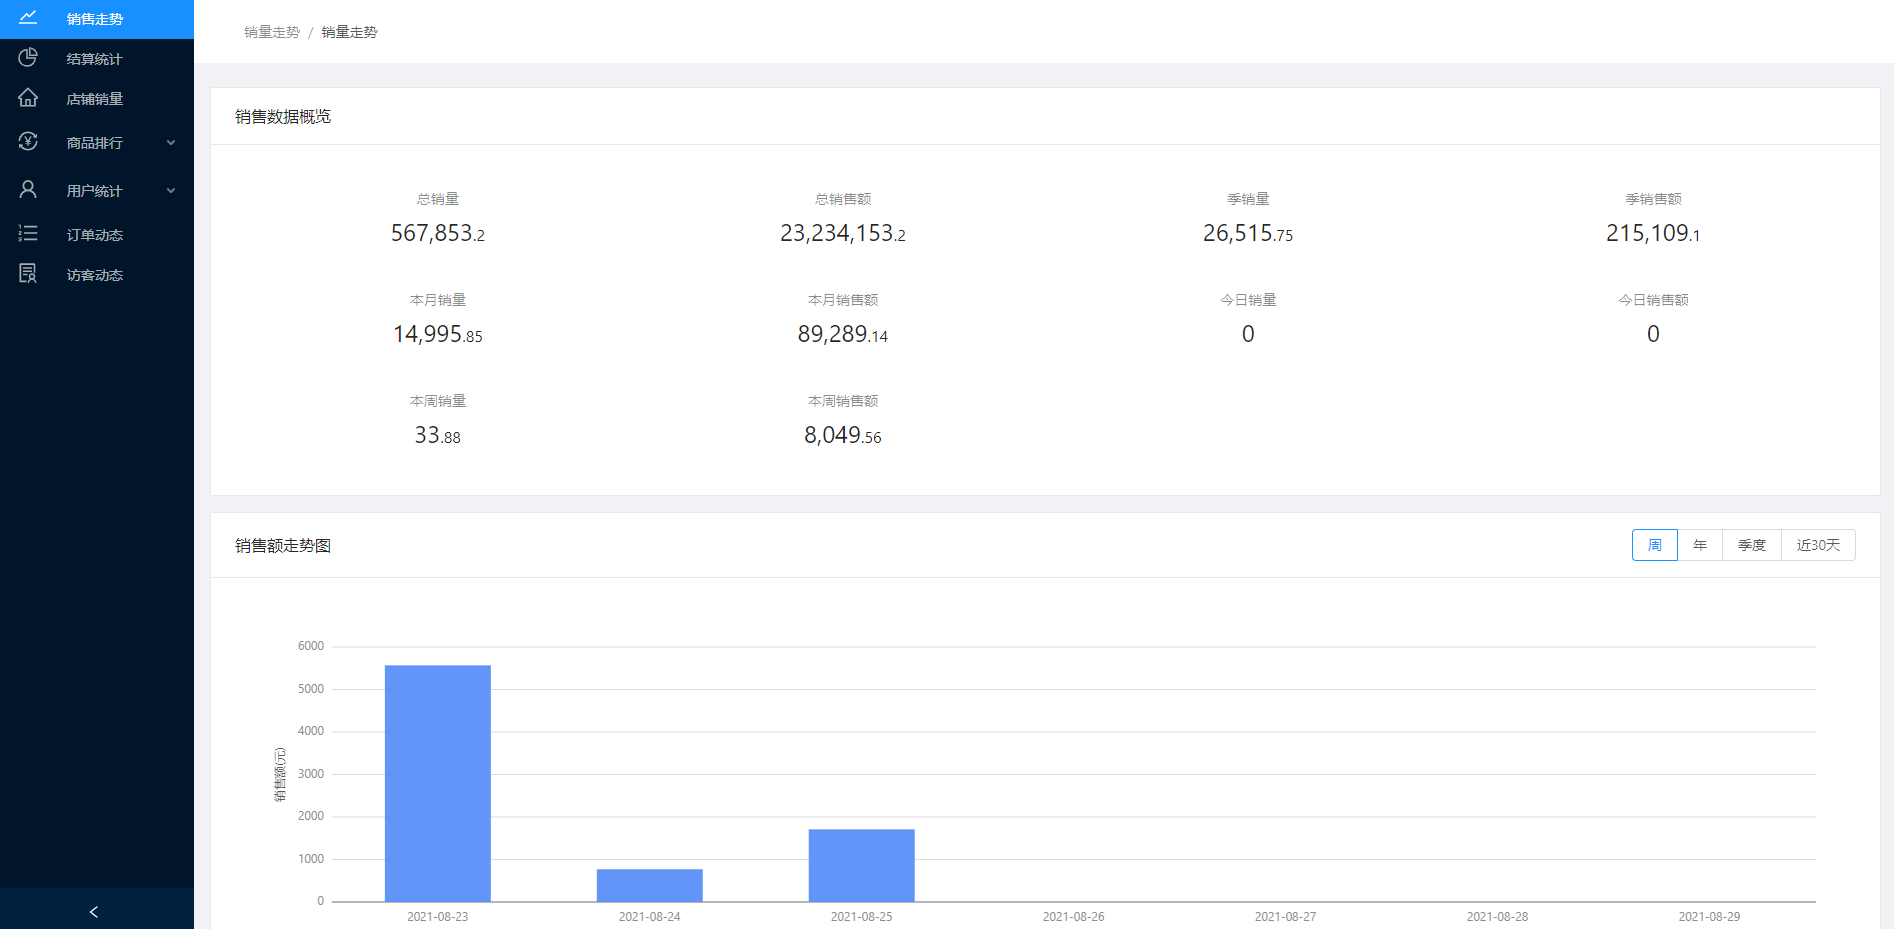 销售走势
结算统计
店铺销量
商品排行
用户统计
订单动态
访客动态
销量走势 / 销量走势
销售数据概览
总销量 总销售额 季销量 季销售额
567,853.2 23,234,153.2 26,515.75 215,109.1
本月销量 本月销售额 今日销量 今日销售额
14,995.85 89,289.14 0 0
本周销量 本周销售额
33.88 8,049.56
销售额走势图
周 年 季度 近30天
6000
5000
4000
3000
2000
1000
0
销售额(元)
2021-08-23 2021-08-24 2021-08-25 2021-08-26 2021-08-27 2021-08-28 2021-08-29